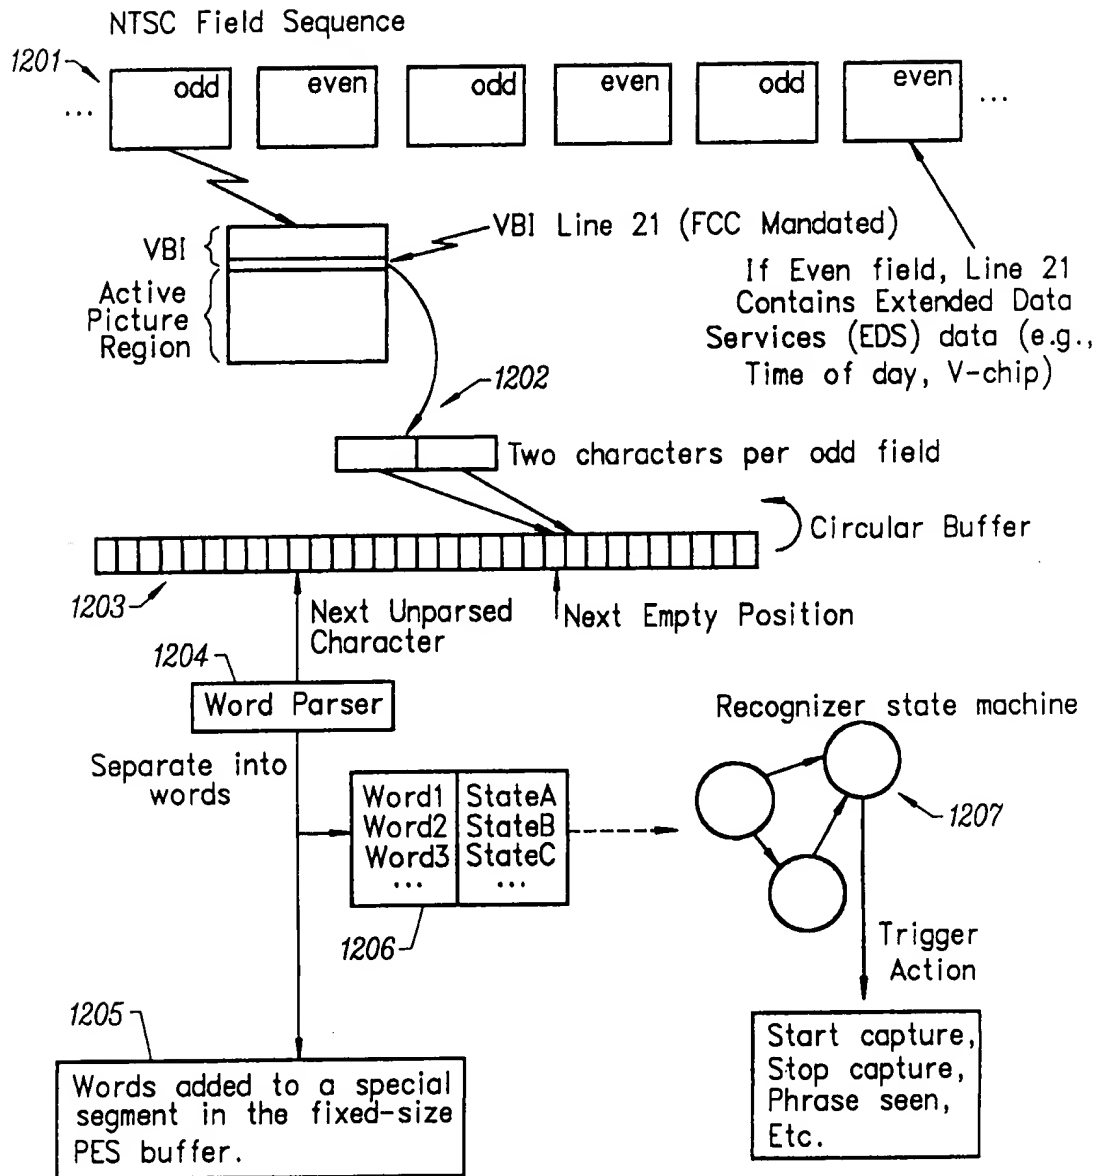 NTSC Field Sequence
1201
... odd even odd even odd even ...
VBI
VBI Line 21 (FCC Mandated)
Active
Picture
Region
If Even field, Line 21
Contains Extended Data
Services (EDS) data (e.g.,
Time of day, V-chip)
1202
Two characters per odd field
Circular Buffer
1203
Next Unparsed
Character
Next Empty Position
1204
Word Parser
Separate into
words
Word1 StateA
Word2 StateB
Word3 StateC
... ...
1206
Recognizer state machine
1207
Trigger
Action
1205
Words added to a special
segment in the fixed-size
PES buffer.
Start capture,
Stop capture,
Phrase seen,
Etc.